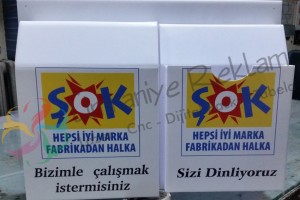 ŞOK
HEPSİ İYİ MARKA
FABRİKADAN HALKA
Bizimle çalışmak
istermisiniz
ŞOK
HEPSİ İYİ MARKA
FABRİKADAN HALKA
Sizi Dinliyoruz
Reklam